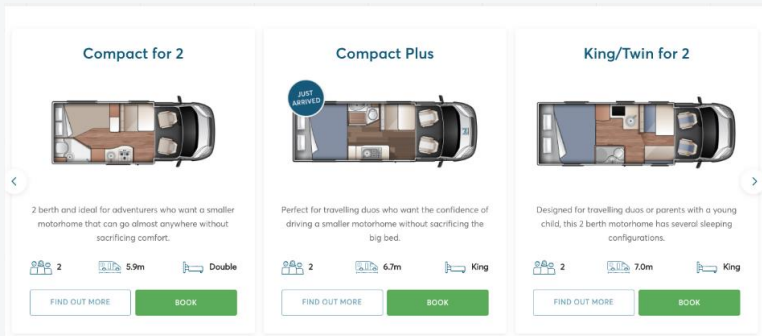 Compact for 2
Compact Plus
King/Twin for 2
JUST
ARRIVED
2 berth and ideal for adventurers who want a smaller
motorhome that can go almost anywhere without
sacrificing comfort.
Perfect for travelling duos who want the confidence of
driving a smaller motorhome without sacrificing the
big bed.
Designed for travelling duos or parents with a young
child, this 2 berth motorhome has several sleeping
configurations.
2 5.9m Double
2 6.7m King
2 7.0m King
FIND OUT MORE BOOK
FIND OUT MORE BOOK
FIND OUT MORE BOOK